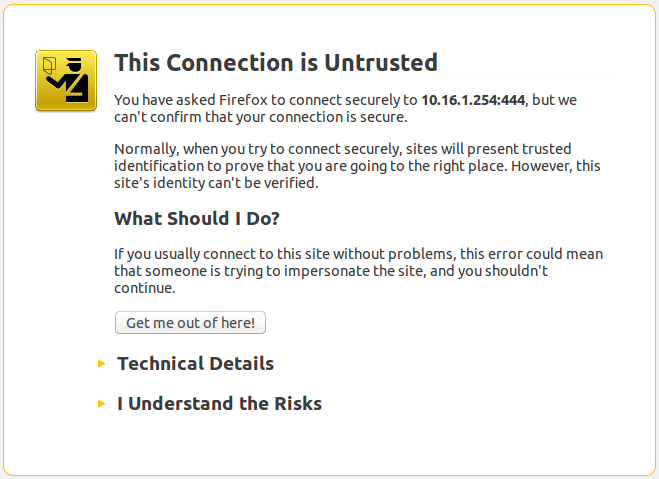 This Connection is Untrusted
You have asked Firefox to connect securely to 10.16.1.254:444, but we
can't confirm that your connection is secure.
Normally, when you try to connect securely, sites will present trusted
identification to prove that you are going to the right place. However, this
site's identity can't be verified.
What Should I Do?
If you usually connect to this site without problems, this error could mean
that someone is trying to impersonate the site, and you shouldn't
continue.
Get me out of here!
Technical Details
I Understand the Risks